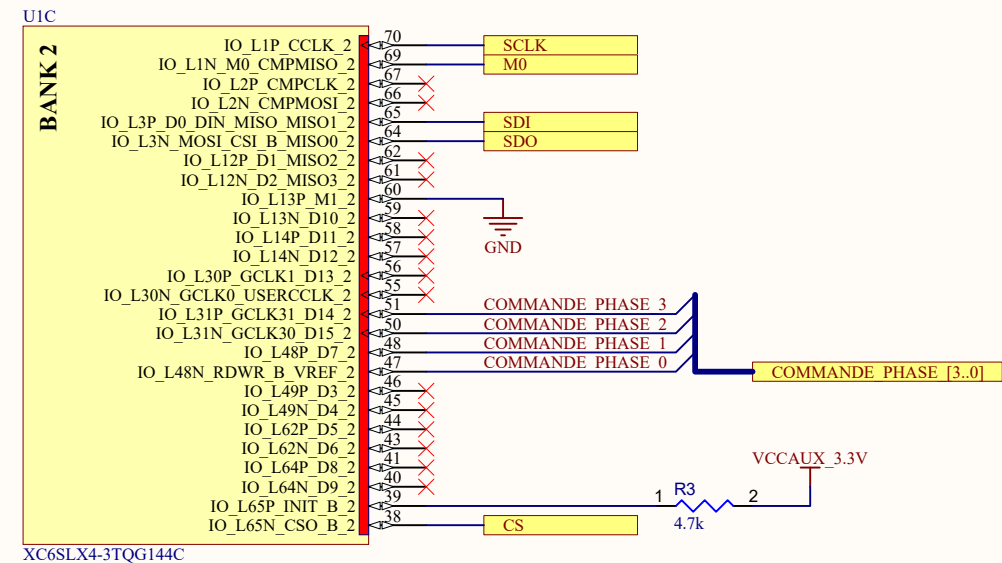 U1C
BANK 2
IO_L1P_CCLK_2 70 SCLK
IO_L1N_M0_CMPMISO_2 69 M0
IO_L2P_CMPCLK_2 67
IO_L2N_CMPMOSI_2 66
IO_L3P_D0_DIN_MISO_MISO1_2 65 SDI
IO_L3N_MOSI_CSI_B_MISO0_2 64 SDO
IO_L12P_D1_MISO2_2 62
IO_L12N_D2_MISO3_2 61
IO_L13P_M1_2 60
IO_L13N_D10_2 59
IO_L14P_D11_2 58
GND
IO_L14N_D12_2 57
IO_L30P_GCLK1_D13_2 56
IO_L30N_GCLK0_USERCCLK_2 55
IO_L31P_GCLK31_D14_2 51 COMMANDE_PHASE_3
IO_L31N_GCLK30_D15_2 50 COMMANDE_PHASE_2
IO_L48P_D7_2 48 COMMANDE_PHASE_1
IO_L48N_RDWR_B_VREF_2 47 COMMANDE_PHASE_0
COMMANDE_PHASE_[3..0]
IO_L49P_D3_2 46
IO_L49N_D4_2 45
IO_L62P_D5_2 44
IO_L62N_D6_2 43
VCCAUX_3.3V
IO_L64P_D8_2 41
IO_L64N_D9_2 40
R3
IO_L65P_INIT_B_2 39 1 2
4.7k
IO_L65N_CSO_B_2 38 CS
XC6SLX4-3TQG144C